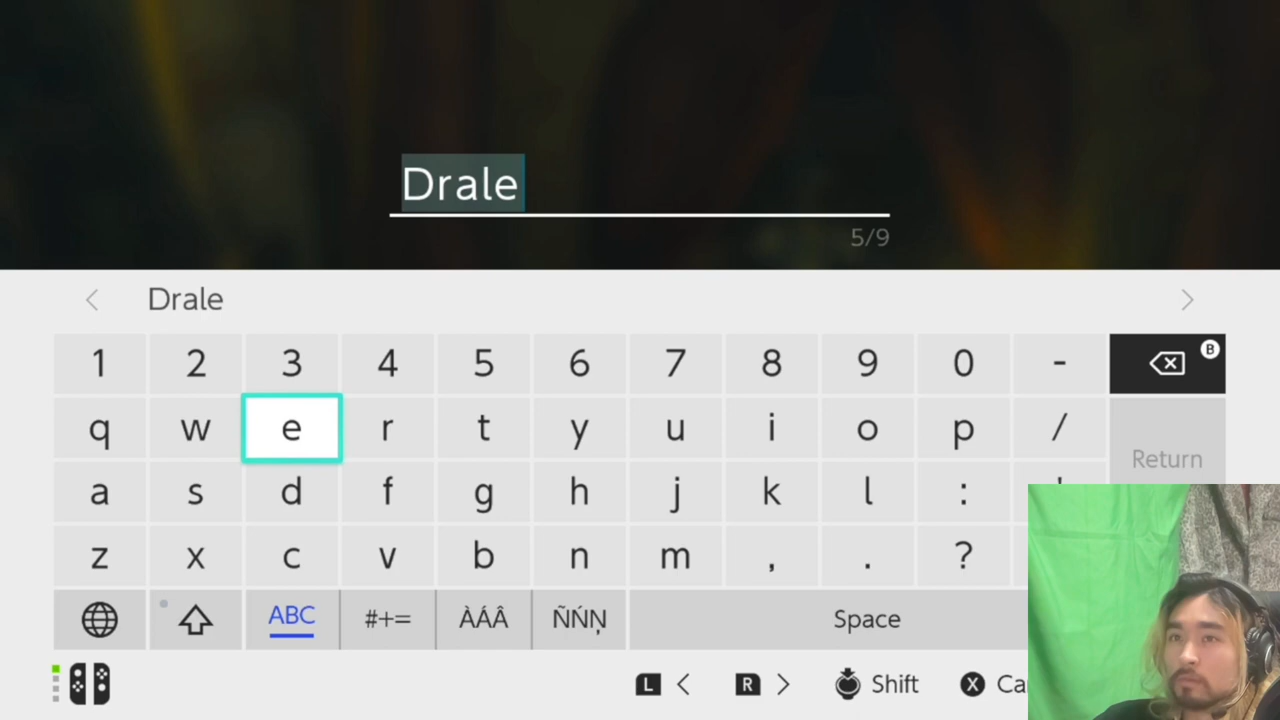 Drale
5/9
Drale
1 2 3 4 5 6 7 8 9 0 - B
q w e r t y u i o p /
Return
a s d f g h j k l : '
z x c v b n m , . ?
ABC #+= ÀÁÂ ÑŃŅ Space
L R Shift X Ca